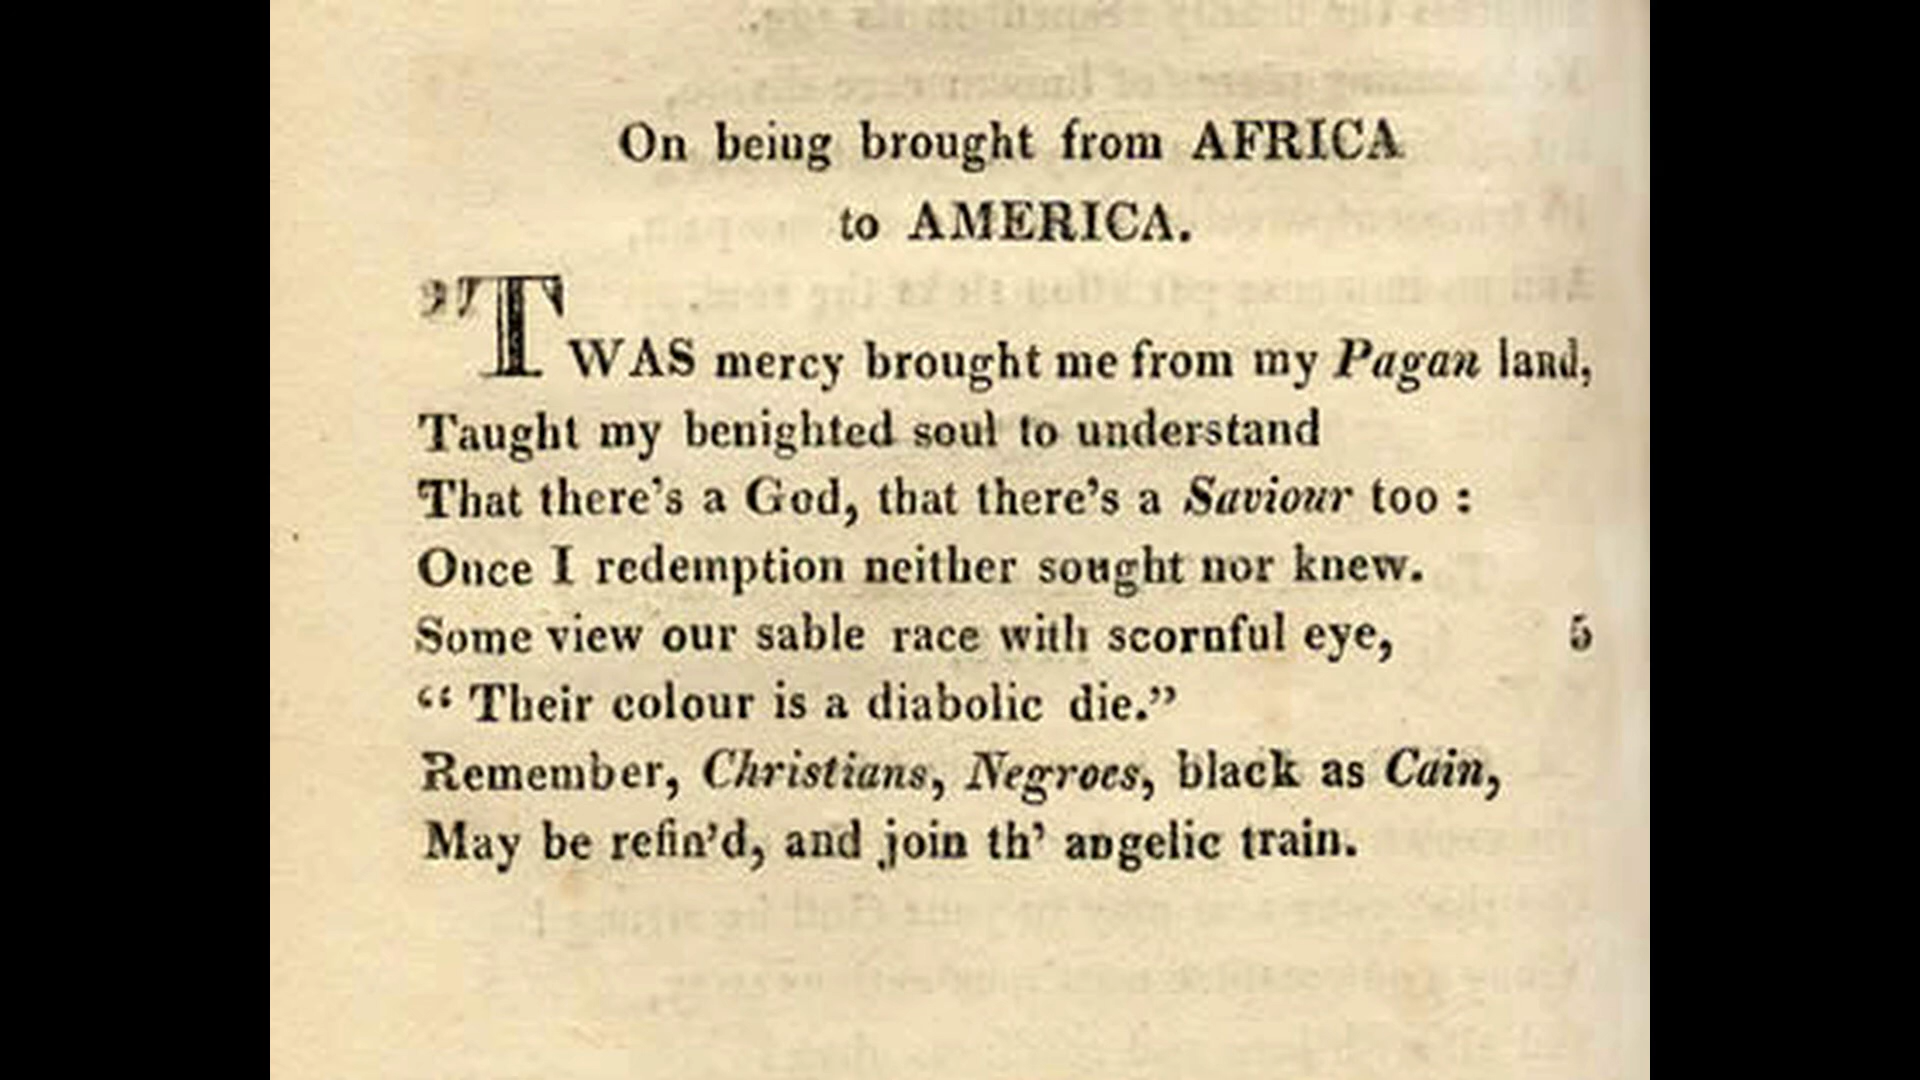 On being brought from AFRICA
to AMERICA.
'TWAS mercy brought me from my Pagan land,
Taught my benighted soul to understand
That there's a God, that there's a Saviour too :
Once I redemption neither sought nor knew.
Some view our sable race with scornful eye, 5
“ Their colour is a diabolic die.”
Remember, Christians, Negroes, black as Cain,
May be refin'd, and join th' angelic train.